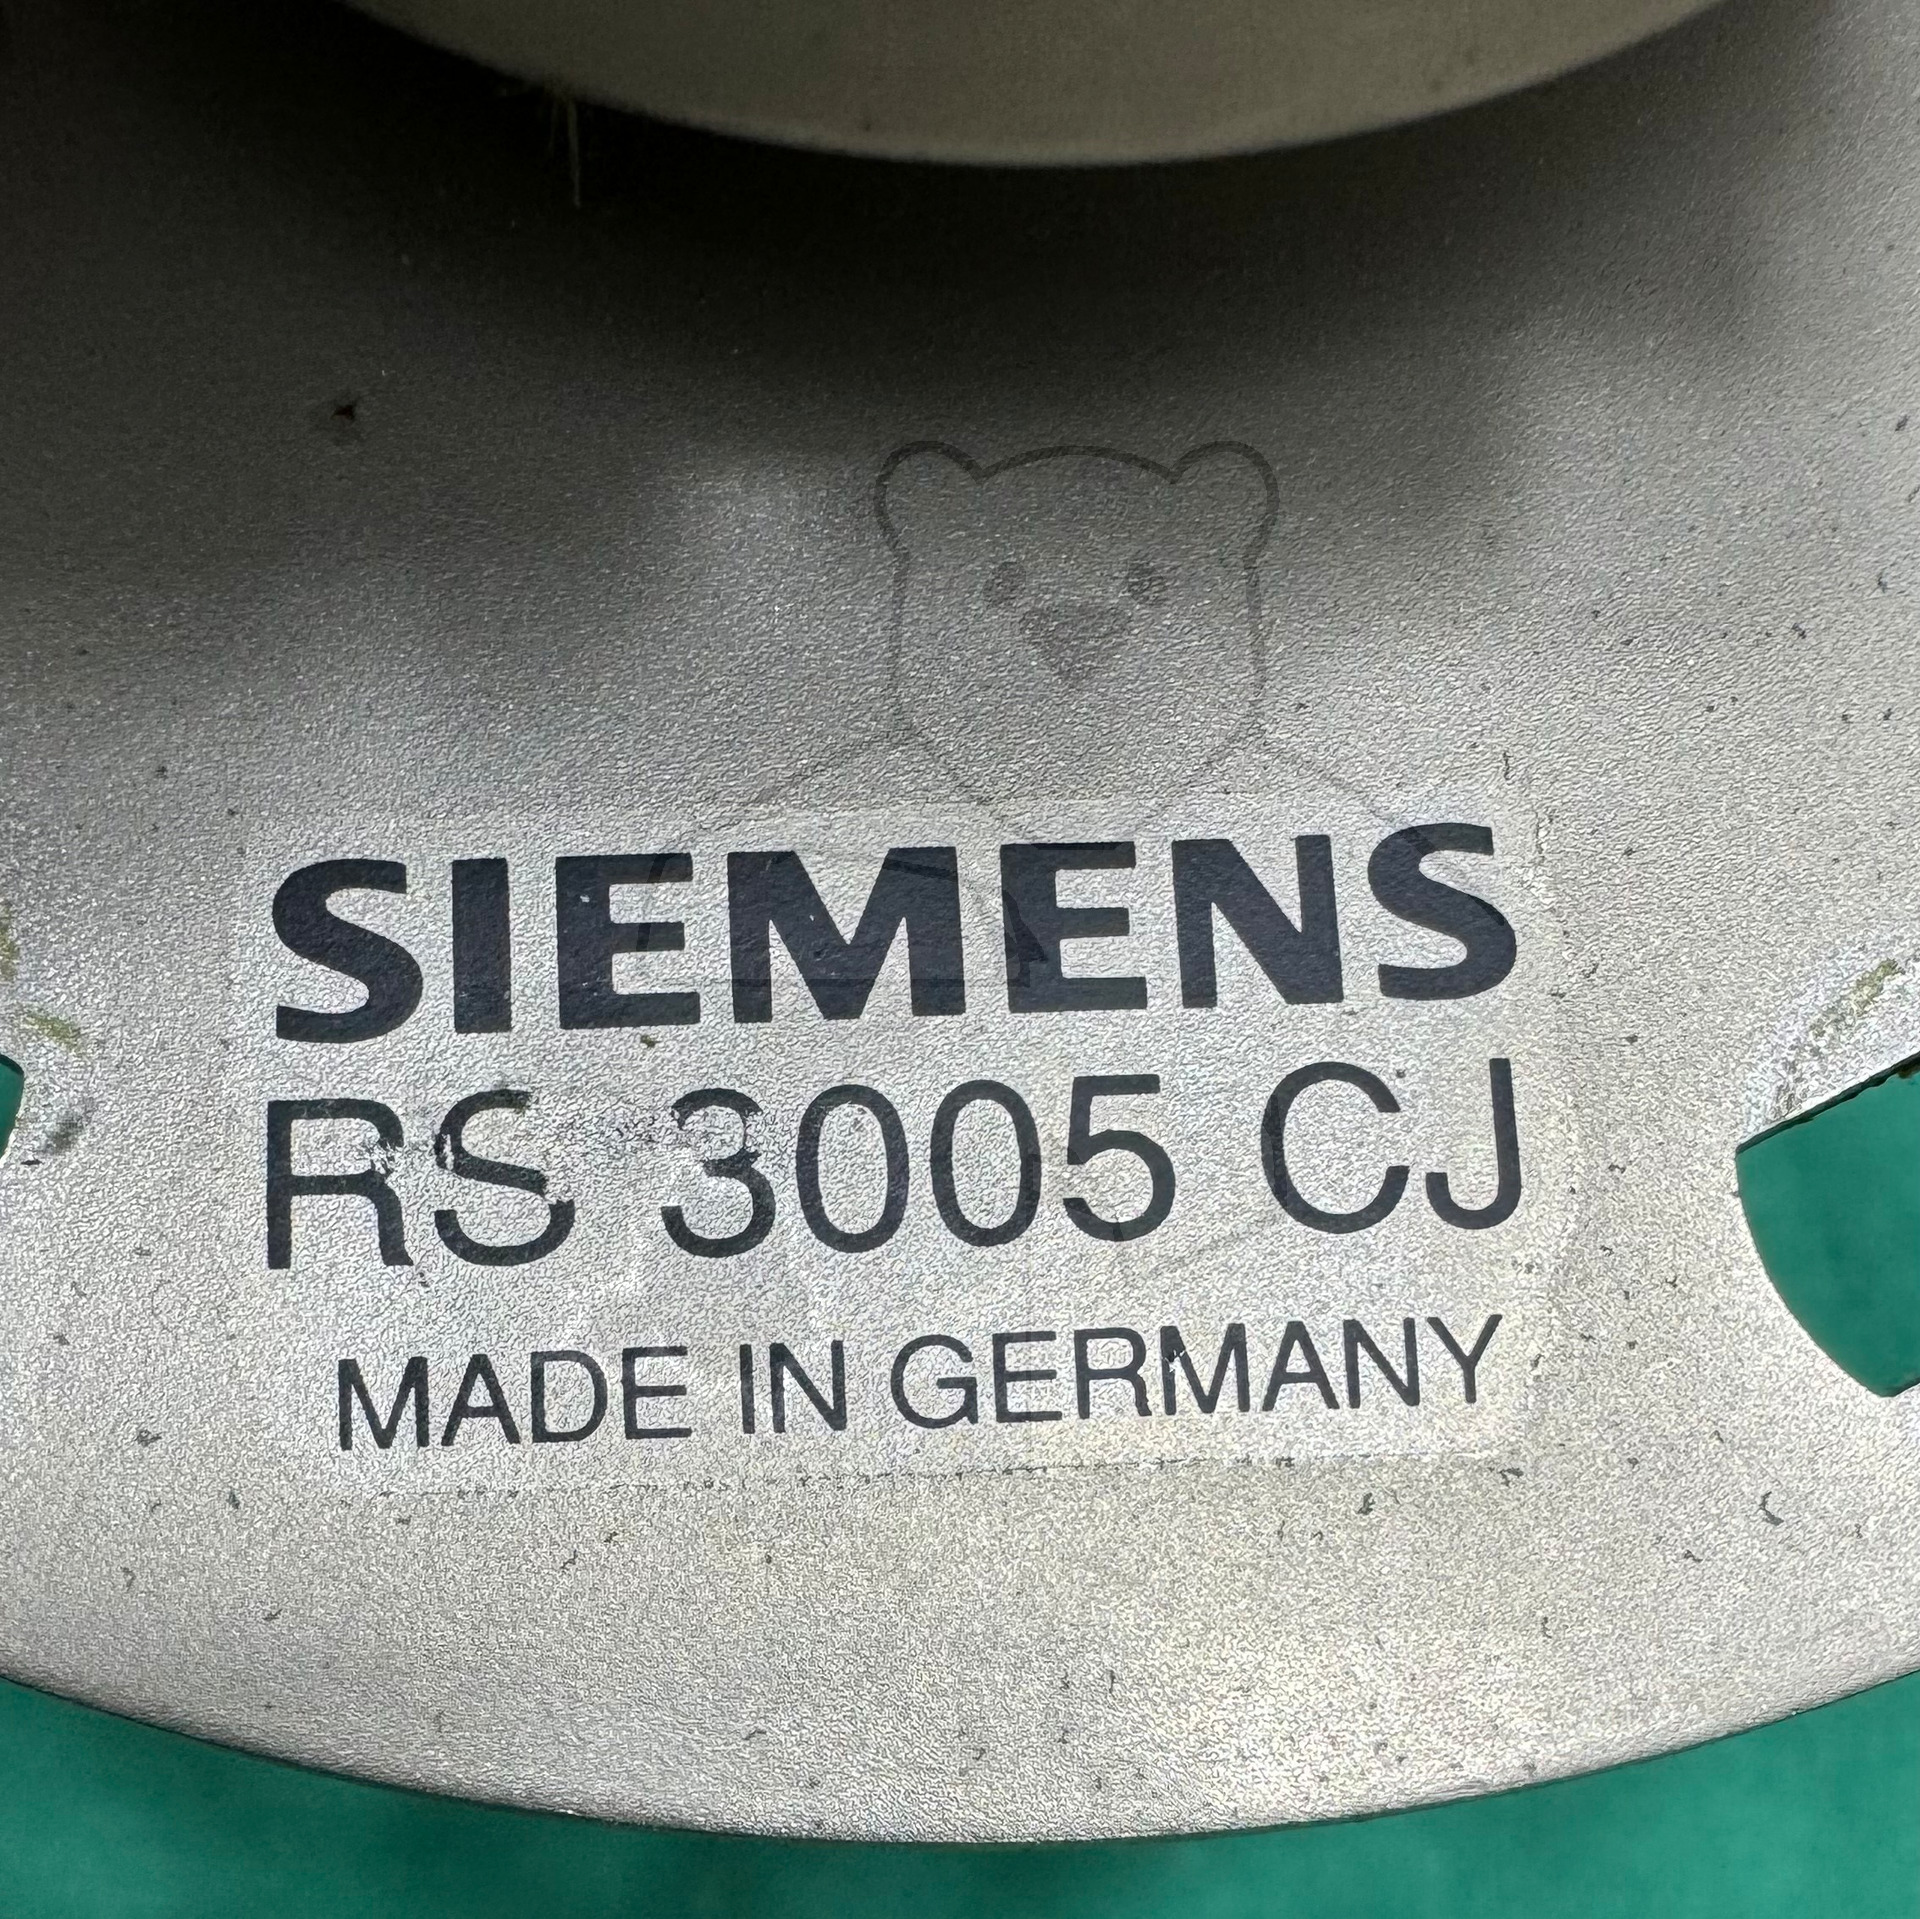 SIEMENS
RS 3005 CJ
MADE IN GERMANY